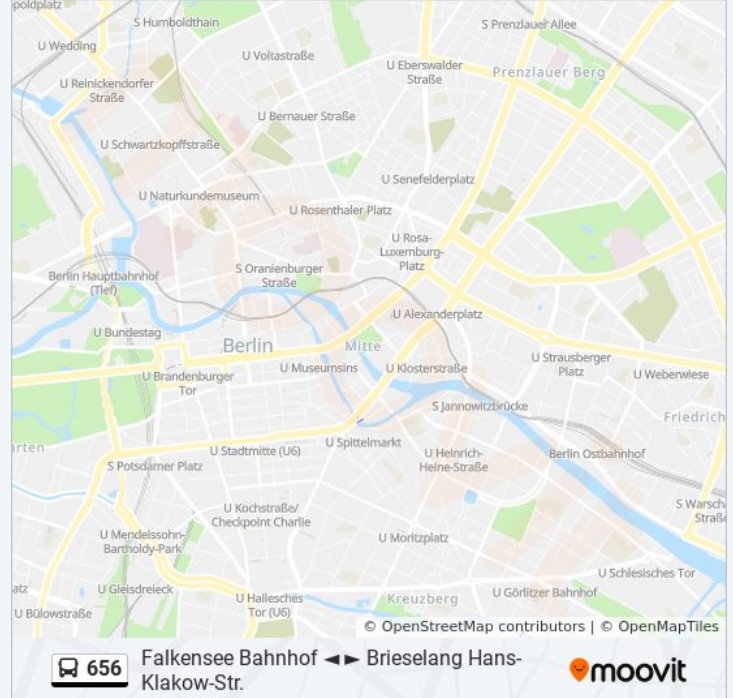 poldplatz
S Humboldthain
S Prenzlauer Allee
U Wedding
U Voltastraße
U Eberswalder
Straße
Prenzlauer Berg
U Reinickendorfer
Straße
U Bernauer Straße
U Schwartzkopffstraße
U Senefelderplatz
U Naturkundemuseum
U Rosenthaler Platz
U Rosa-
Luxemburg-
Platz
S Oranienburger
Straße
Berlin Hauptbahnhof
(Tief)
U Alexanderplatz
U Bundestag
Berlin
Mitte
U Strausberger
Platz
U Museumsins
U Klosterstraße
U Weberwiese
U Brandenburger
Tor
S Jannowitzbrücke
Friedrich
U Spittelmarkt
arten
U Stadtmitte (U6)
U Heinrich-
Heine-Straße
Berlin Ostbahnhof
S Potsdamer Platz
S Warsch
Straße
U Kochstraße/
Checkpoint Charlie
U Mendelssohn-
Bartholdy-Park
U Moritzplatz
U Schlesisches Tor
atz
U Gleisdreieck
U Hallesches
Tor (U6)
Kreuzberg
U Görlitzer Bahnhof
U Bülowstraße
© OpenStreetMap contributors | © OpenMapTiles
656
Falkensee Bahnhof ◄► Brieselang Hans-
Klakow-Str.
moovit